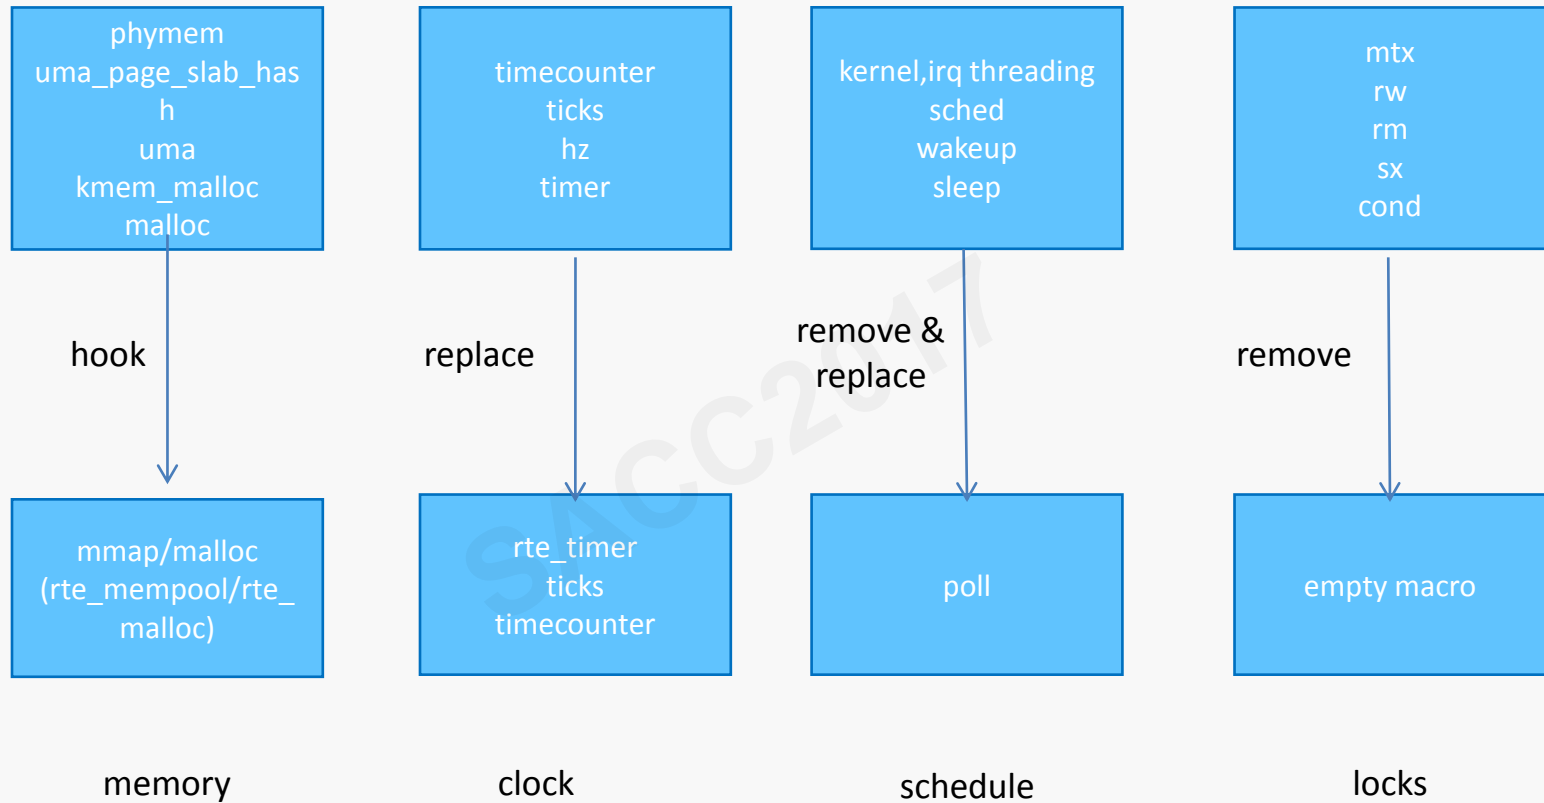 phymem
uma_page_slab_has
h
uma
kmem_malloc
malloc
timecounter
ticks
hz
timer
kernel,irq threading
sched
wakeup
sleep
mtx
rw
rm
sx
cond
hook
replace
remove &
replace
remove
SACC2017
mmap/malloc
(rte_mempool/rte_
malloc)
rte_timer
ticks
timecounter
poll
empty macro
memory
clock
schedule
locks